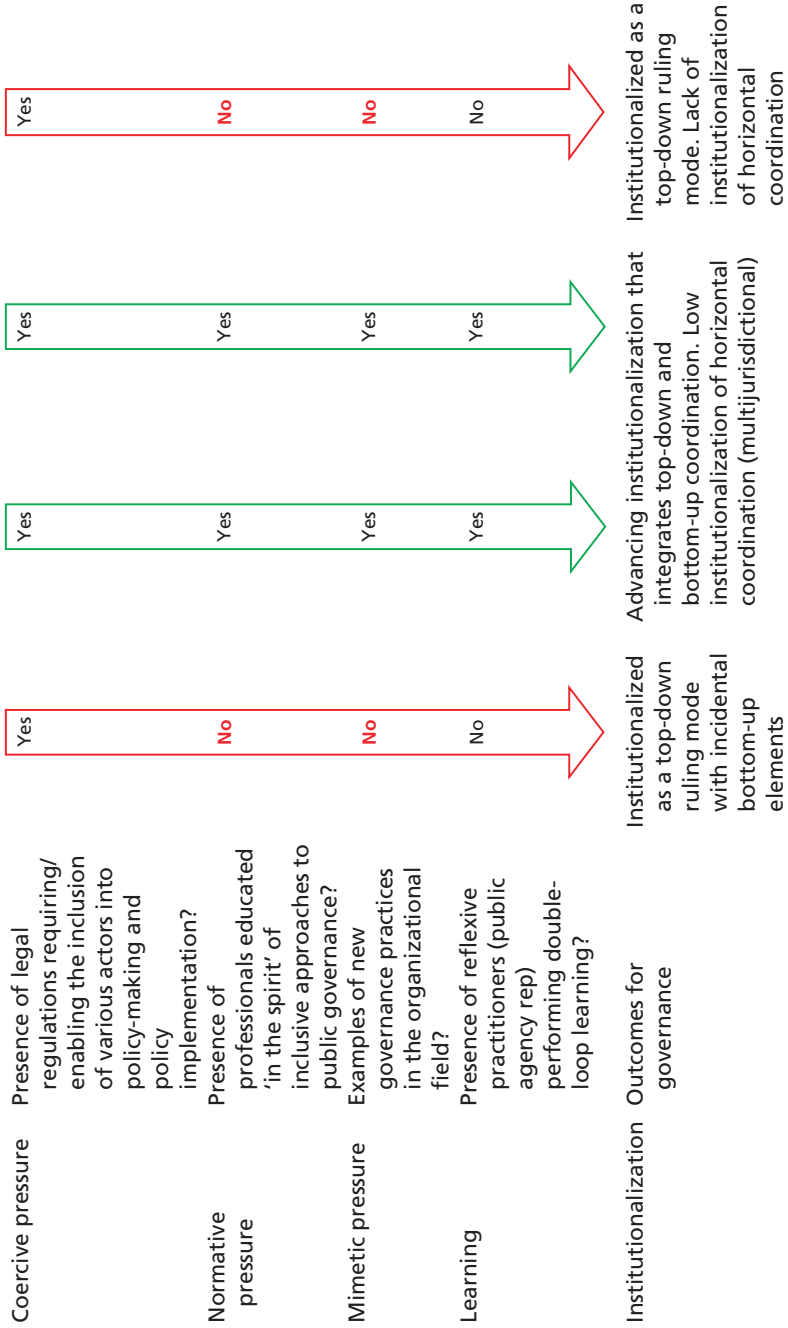 Coercive pressure
Presence of legal
regulations requiring/
enabling the inclusion
of various actors into
policy-making and
policy
implementation?
Yes
Yes
Yes
Yes
Normative
pressure
Presence of
professionals educated
‘in the spirit’ of
inclusive approaches to
public governance?
No
Yes
Yes
No
Mimetic pressure
Examples of new
governance practices
in the organizational
field?
No
Yes
Yes
No
Learning
Presence of reflexive
practitioners (public
agency rep)
performing double-
loop learning?
No
Yes
Yes
No
Institutionalization
Outcomes for
governance
Institutionalized
as a top-down
ruling mode
with incidental
bottom-up
elements
Advancing institutionalization that
integrates top-down and
bottom-up coordination. Low
institutionalization of horizontal
coordination (multijurisdictional)
Institutionalized as a
top-down ruling
mode. Lack of
institutionalization
of horizontal
coordination